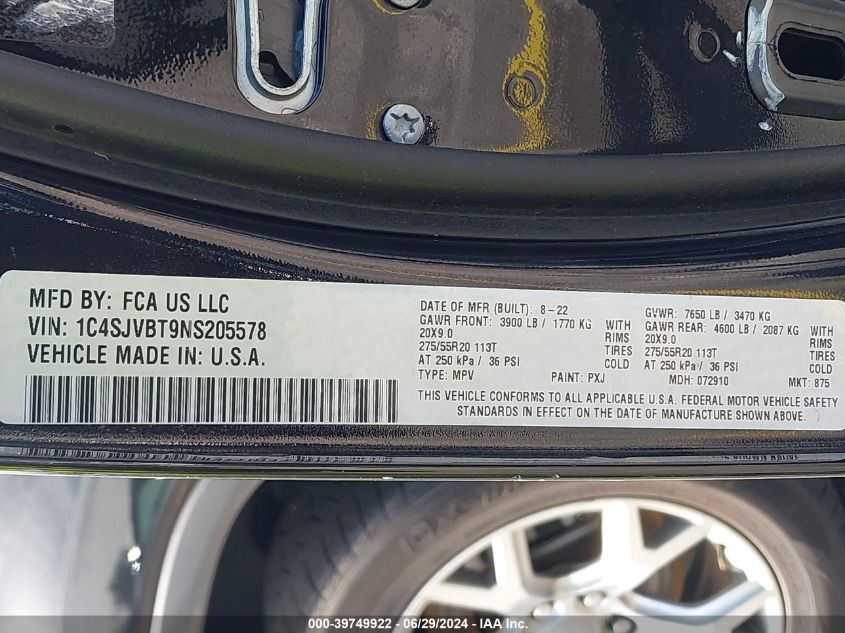 MFD BY: FCA US LLC
VIN: 1C4SJVBT9NS205578
VEHICLE MADE IN: U.S.A.
DATE OF MFR (BUILT): 8-22
GAWR FRONT: 3900 LB / 1770 KG WITH
20X9.0 RIMS
275/55R20 113T TIRES
AT 250 kPa / 36 PSI COLD
TYPE: MPV PAINT: PXJ
GVWR: 7650 LB / 3470 KG
GAWR REAR: 4600 LB / 2087 KG WITH
20X9.0 RIMS
275/55R20 113T TIRES
AT 250 kPa / 36 PSI COLD
MDH: 072910 MKT: 875
THIS VEHICLE CONFORMS TO ALL APPLICABLE U.S.A. FEDERAL MOTOR VEHICLE SAFETY
STANDARDS IN EFFECT ON THE DATE OF MANUFACTURE SHOWN ABOVE.
000-39749922 - 06/29/2024 - IAA Inc.